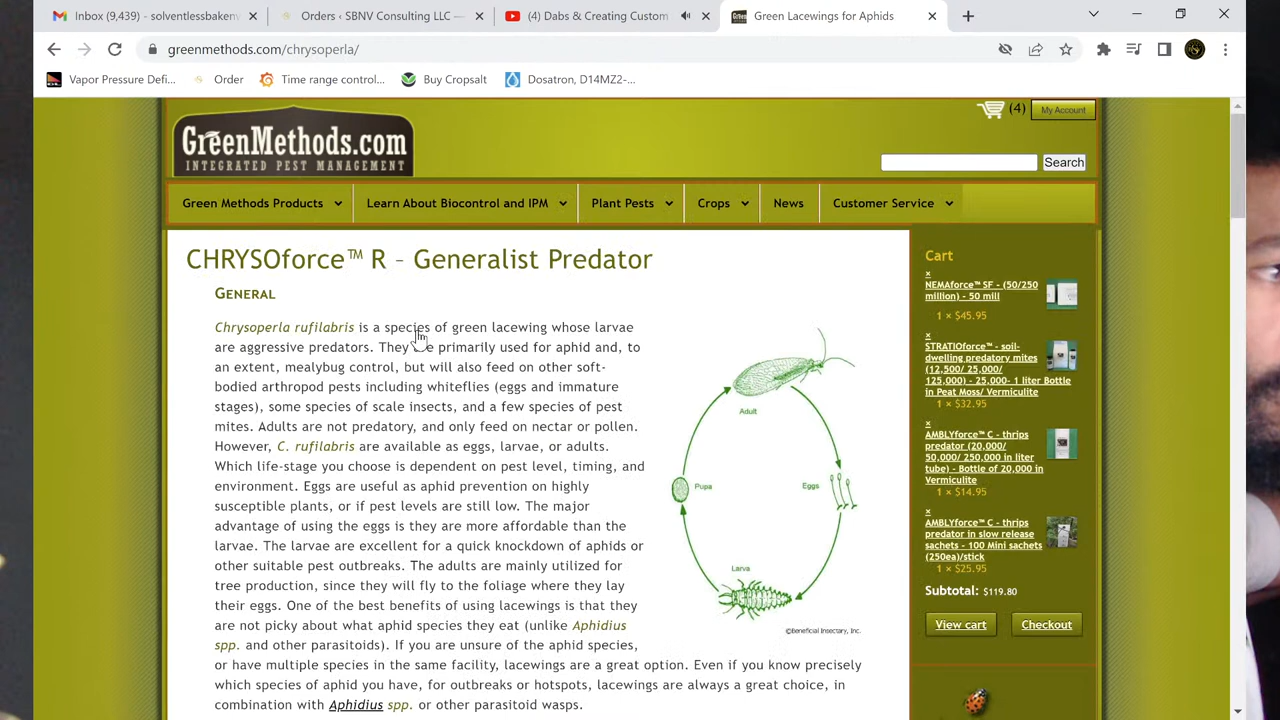 Inbox (9,439) - solventlessbakerv
Orders ‹ SBNV Consulting LLC —
(4) Dabs & Creating Custom
Green Lacewings for Aphids
greenmethods.com/chrysoperla/
Vapor Pressure Defi...
Order
Time range control...
Buy Cropsalt
Dosatron, D14MZ2-...
GreenMethods.com
INTEGRATED PEST MANAGEMENT
(4)
My Account
Search
Green Methods Products
Learn About Biocontrol and IPM
Plant Pests
Crops
News
Customer Service
CHRYSOforce™ R – Generalist Predator
GENERAL
Chrysoperla rufilabris is a species of green lacewing whose larvae
are aggressive predators. They are primarily used for aphid and, to
an extent, mealybug control, but will also feed on other soft-
bodied arthropod pests including whiteflies (eggs and immature
stages), some species of scale insects, and a few species of pest
mites. Adults are not predatory, and only feed on nectar or pollen.
However, C. rufilabris are available as eggs, larvae, or adults.
Which life-stage you choose is dependent on pest level, timing, and
environment. Eggs are useful as aphid prevention on highly
susceptible plants, or if pest levels are still low. The major
advantage of using the eggs is they are more affordable than the
larvae. The larvae are excellent for a quick knockdown of aphids or
other suitable pest outbreaks. The adults are mainly utilized for
tree protection, since they will fly to the foliage where they lay
their eggs. One of the best benefits of using lacewings is that they
are not picky about what aphid species they eat (unlike Aphidius
spp. and other parasitoids). If you are unsure of the aphid species,
or have multiple species in the same facility, lacewings are a great option. Even if you know precisely
which species of aphid you have, for outbreaks or hotspots, lacewings are always a great choice, in
combination with Aphidius spp. or other parasitoid wasps.
Adult
Pupa
Eggs
Larva
©Beneficial Insectary, Inc.
Cart
×
NEMAforce™ SF - (50/250
million) - 50 mill
1 × $45.95
×
STRATIOforce™ - soil-
dwelling predatory mites
(12,500/ 25,000/
125,000) - 25,000- 1 liter Bottle
in Peat Moss/ Vermiculite
1 × $32.95
×
AMBLYforce™ C - thrips
predator (20,000/
50,000/ 250,000 in liter
tube) - Bottle of 20,000 in
Vermiculite
1 × $14.95
×
AMBLYforce™ C - thrips
predator in slow release
sachets - 100 Mini sachets
(250ea)/stick
1 × $25.95
Subtotal: $119.80
View cart
Checkout